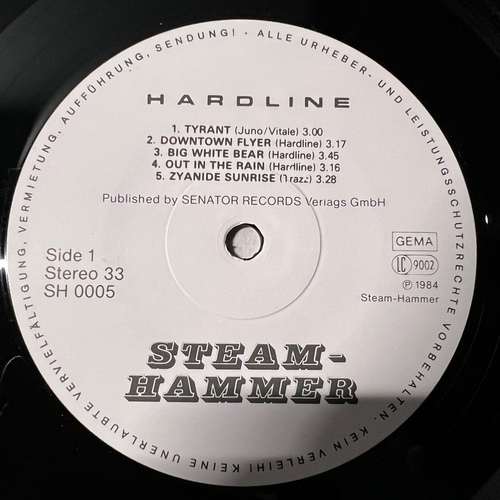 KEINE UNERLAUBTE VERVIELFÄLTIGUNG, VERMIETUNG, AUFFÜHRUNG, SENDUNG! - ALLE URHEBER- UND LEISTUNGSSCHUTZRECHTE VORBEHALTEN. KEIN VERLEIH!
HARDLINE
1. TYRANT (Juno/Vitale) 3.00
2. DOWNTOWN FLYER (Hardline) 3.17
3. BIG WHITE BEAR (Hardline) 3.45
4. OUT IN THE RAIN (Hardline) 3.16
5. ZYANIDE SUNRISE (Trazz) 3.28
Published by SENATOR RECORDS Verlags GmbH
Side 1
Stereo 33
SH 0005
GEMA
LC 9002
℗ 1984
Steam-Hammer
STEAM-
HAMMER